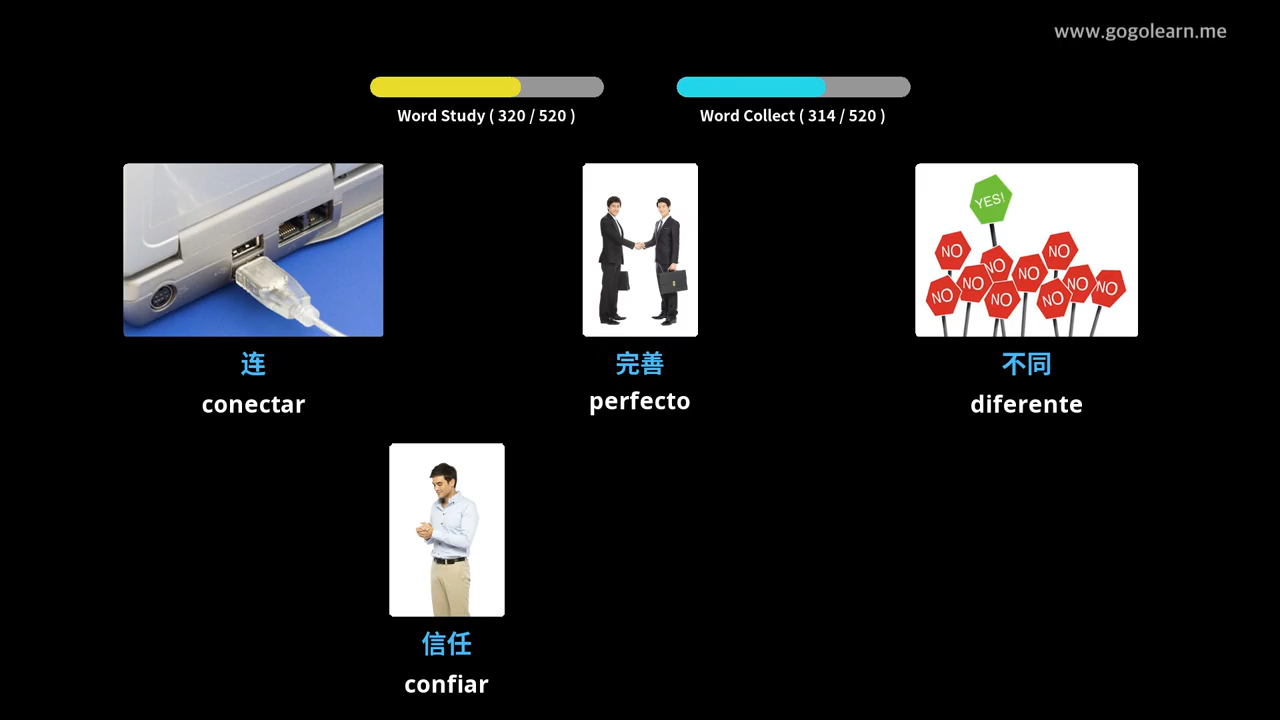 www.gogolearn.me
Word Study ( 320 / 520 )
Word Collect ( 314 / 520 )
YES!
NO
NO
NO
NO
NO
NO
NO
NO
NO
NO
连
完善
不同
conectar
perfecto
diferente
信任
confiar